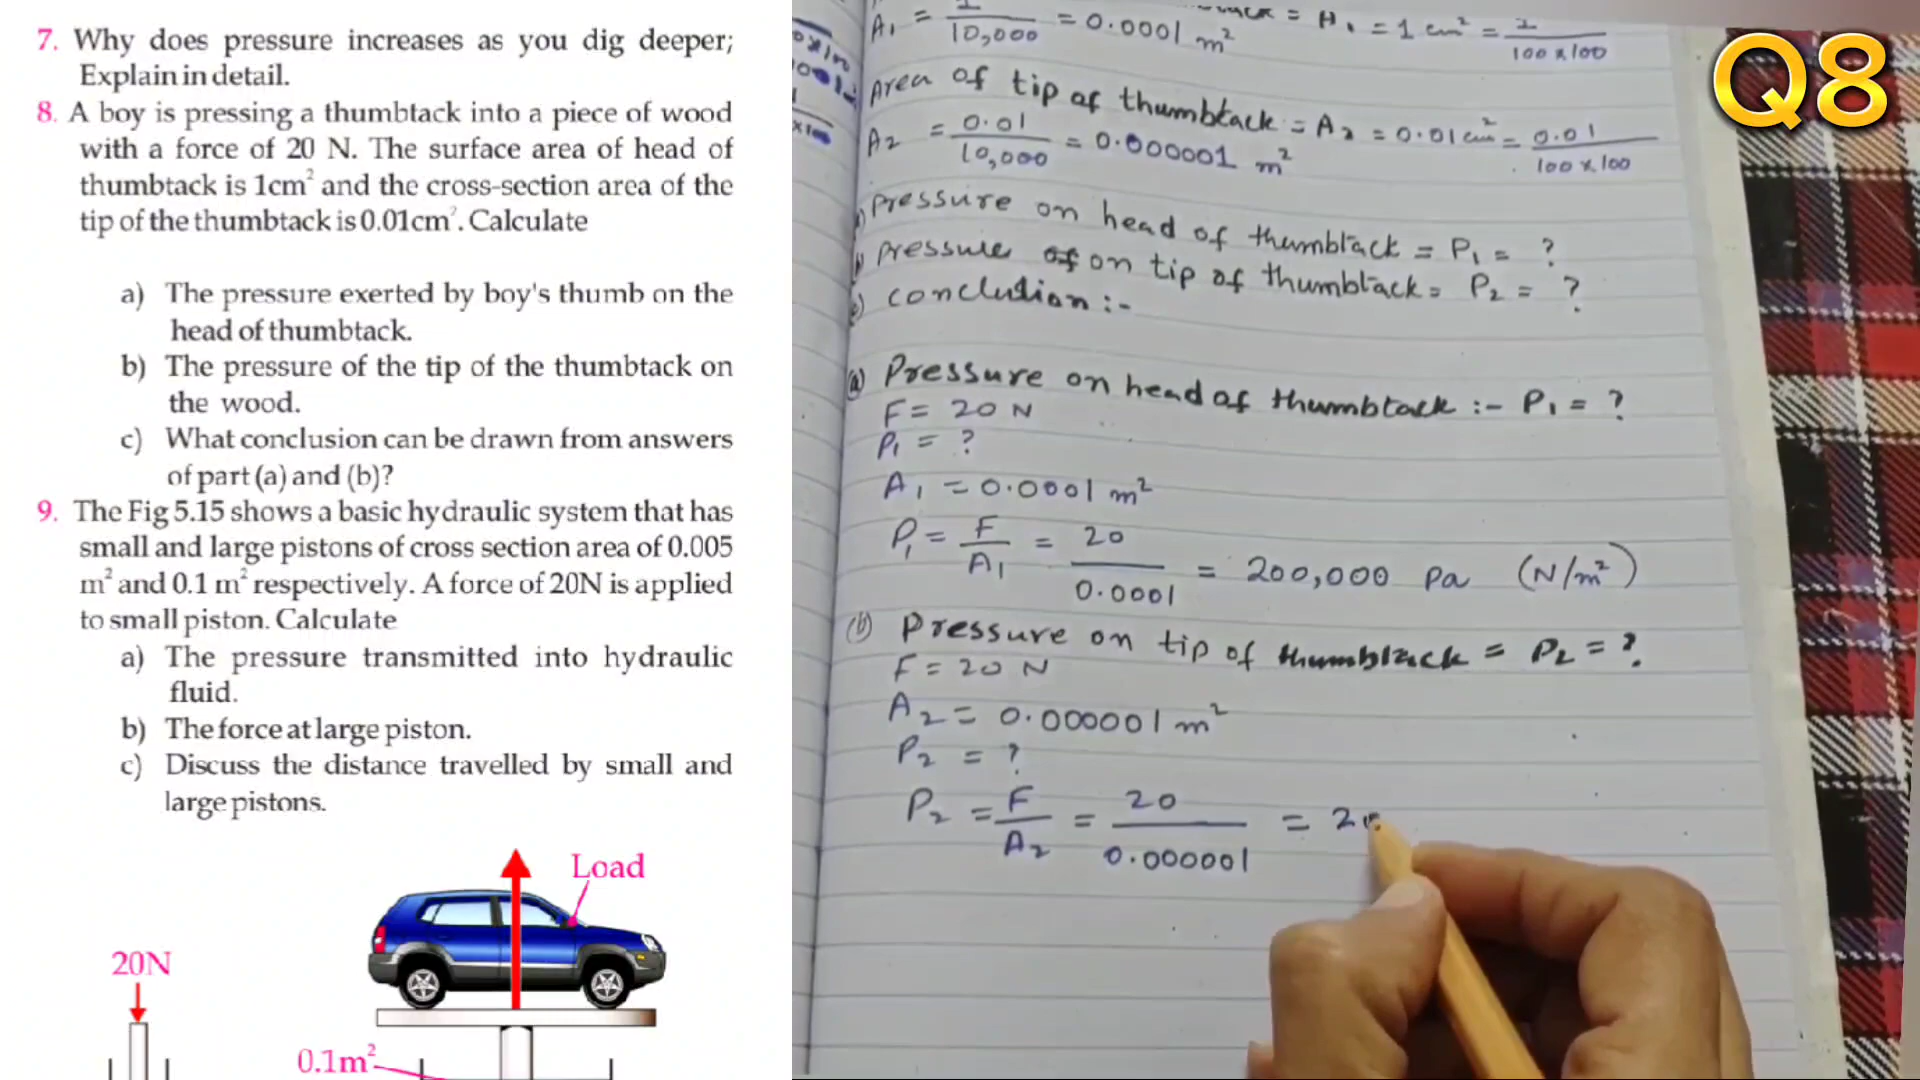 7. Why does pressure increases as you dig deeper;
Explain in detail.
8. A boy is pressing a thumbtack into a piece of wood
with a force of 20 N. The surface area of head of
thumbtack is 1cm² and the cross-section area of the
tip of the thumbtack is 0.01cm². Calculate
a) The pressure exerted by boy's thumb on the
head of thumbtack.
b) The pressure of the tip of the thumbtack on
the wood.
c) What conclusion can be drawn from answers
of part (a) and (b)?
9. The Fig 5.15 shows a basic hydraulic system that has
small and large pistons of cross section area of 0.005
m² and 0.1 m² respectively. A force of 20N is applied
to small piston. Calculate
a) The pressure transmitted into hydraulic
fluid.
b) The force at large piston.
c) Discuss the distance travelled by small and
large pistons.
Load
20N
0.1m²
Q8
= A₁ = 1 cm² = 1/100 x 100
A₁ = 1/10,000 = 0.0001 m²
Area of tip of thumbtack = A₂ = 0.01 cm² = 0.01/100 x 100
A₂ = 0.01/10,000 = 0.000001 m²
Pressure on head of thumbtack = P₁ = ?
Pressure on tip of thumbtack = P₂ = ?
c) Conclusion :-
(a) Pressure on head of thumbtack :- P₁ = ?
F = 20 N
P₁ = ?
A₁ = 0.0001 m²
P₁ = F/A₁ = 20/0.0001 = 200,000 Pa (N/m²)
(b) Pressure on tip of thumbtack = P₂ = ?
F = 20 N
A₂ = 0.000001 m²
P₂ = ?
P₂ = F/A₂ = 20/0.000001 = 20